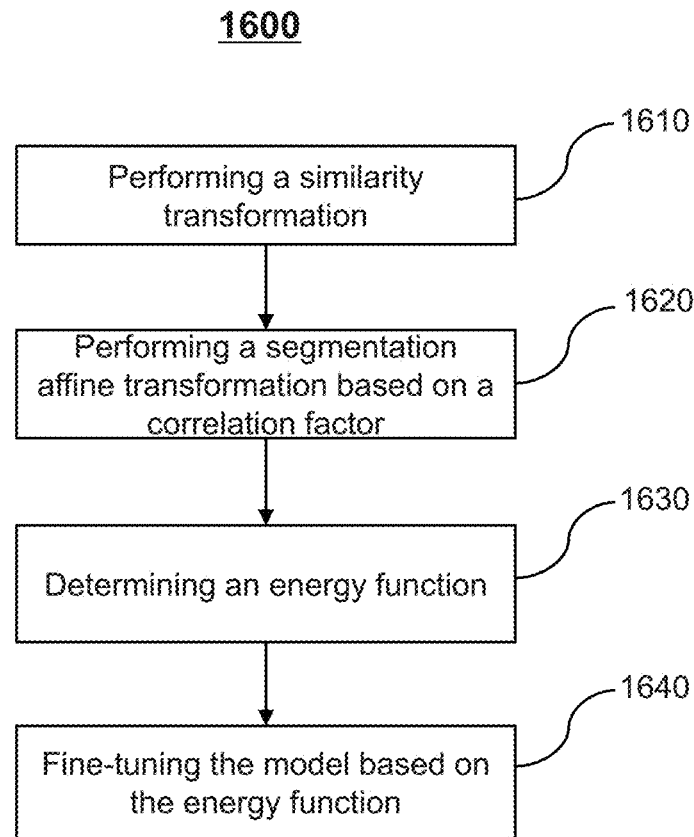 1600
1610
Performing a similarity
transformation
1620
Performing a segmentation
affine transformation based on a
correlation factor
1630
Determining an energy function
1640
Fine-tuning the model based on
the energy function